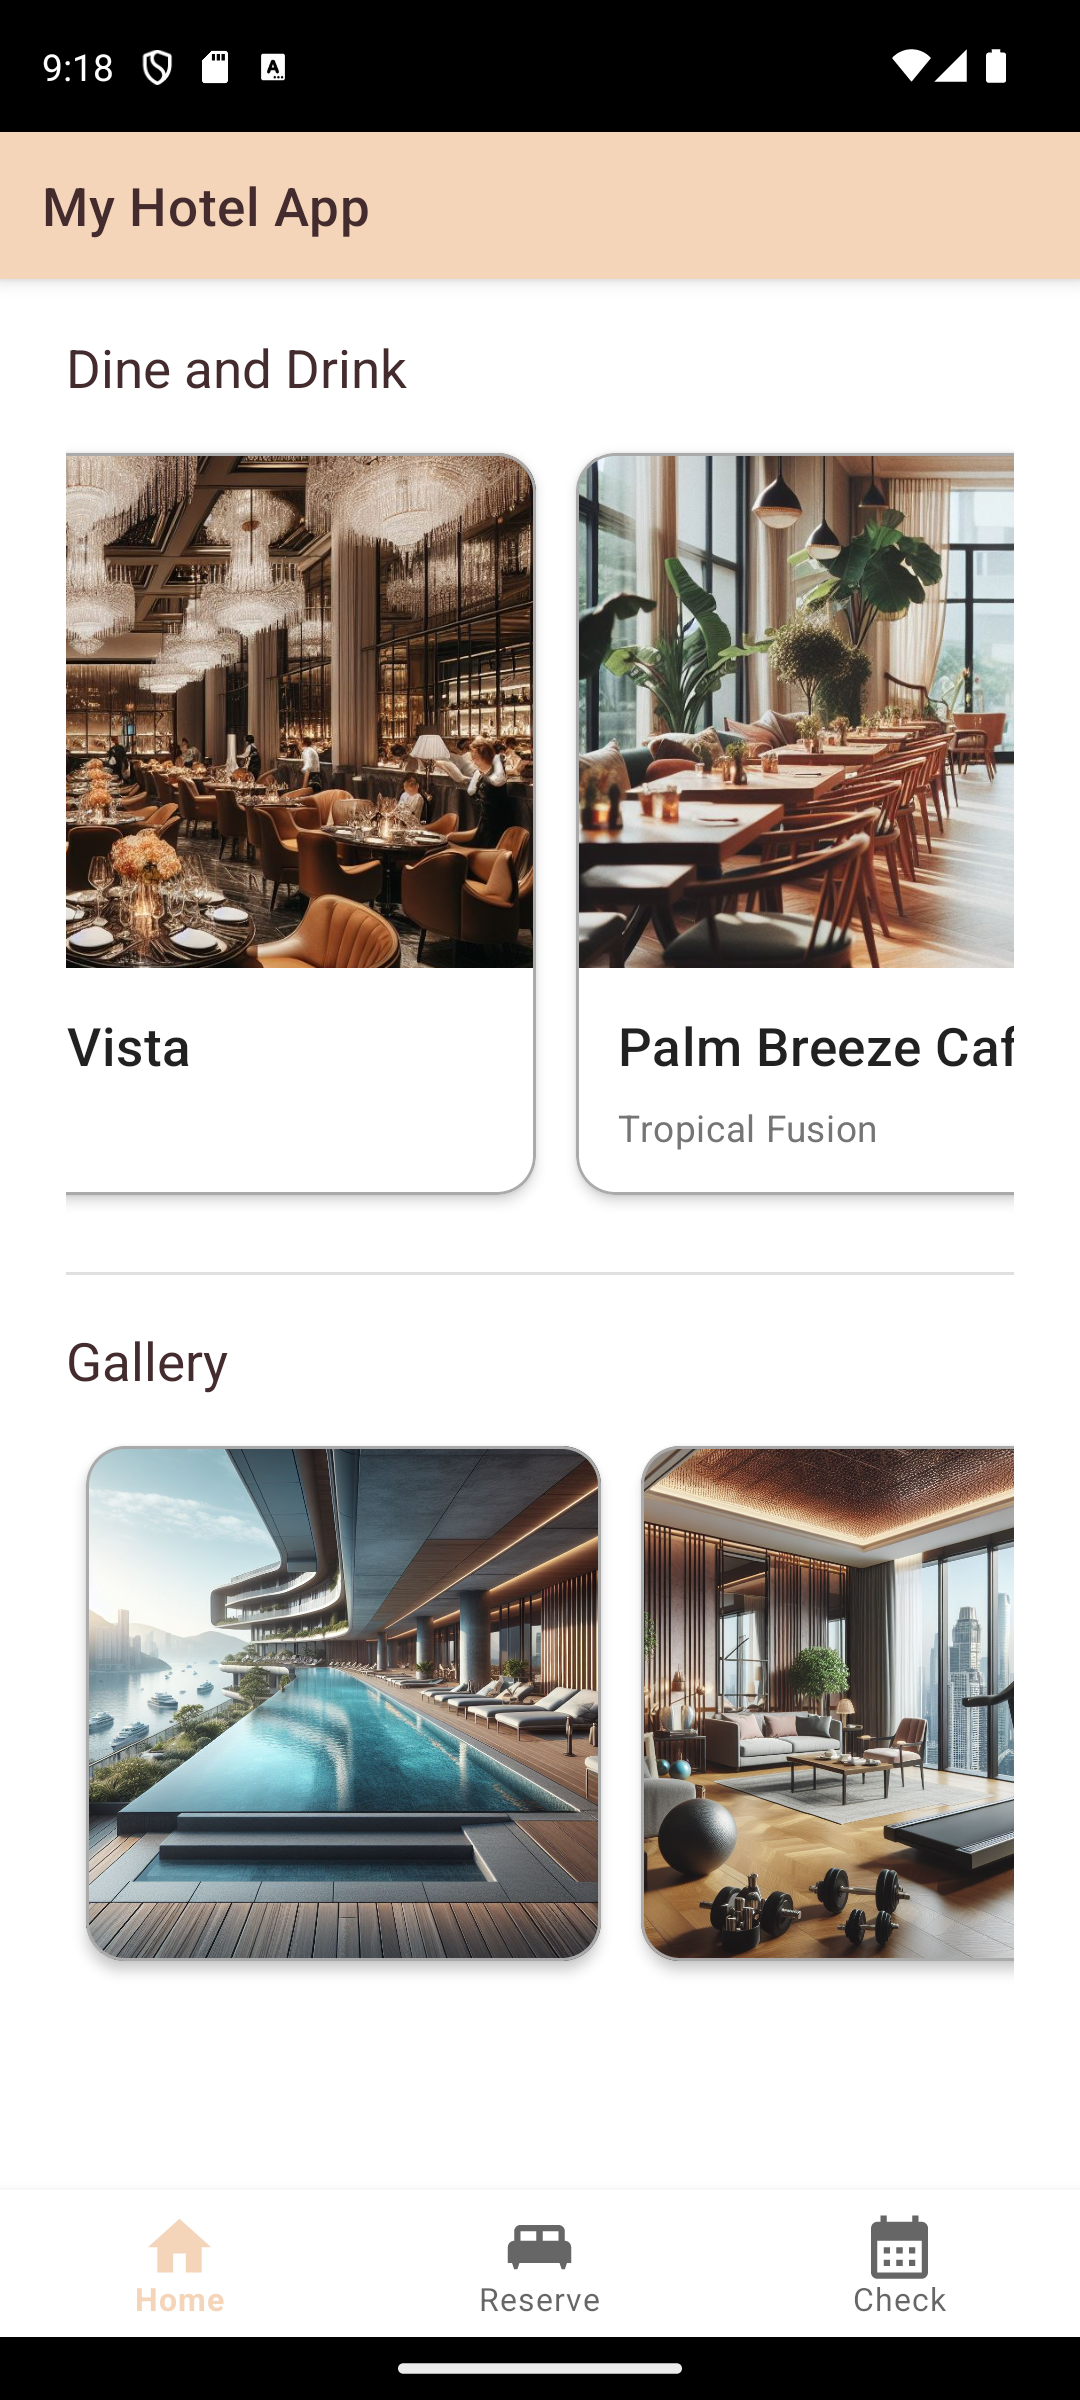 9:18
My Hotel App
Dine and Drink
Vista
Palm Breeze Caf
Tropical Fusion
Gallery
Home
Reserve
Check